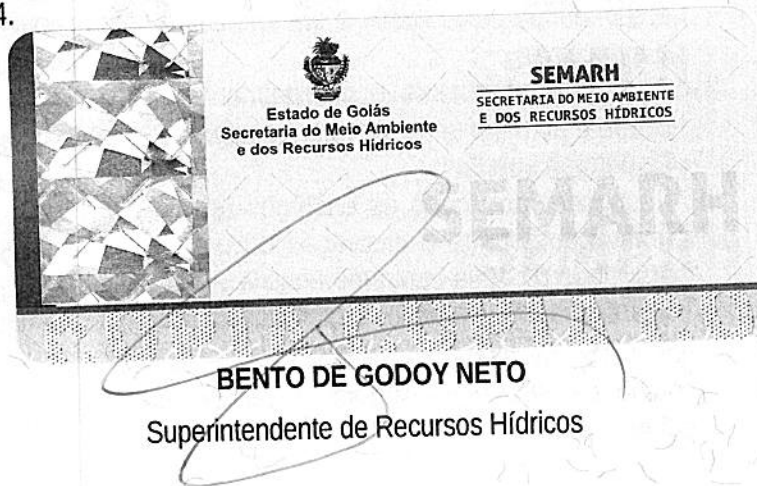 4.
Estado de Goiás
Secretaria do Meio Ambiente
e dos Recursos Hídricos
SEMARH
SECRETARIA DO MEIO AMBIENTE
E DOS RECURSOS HÍDRICOS
SEMARH
BENTO DE GODOY NETO
Superintendente de Recursos Hídricos